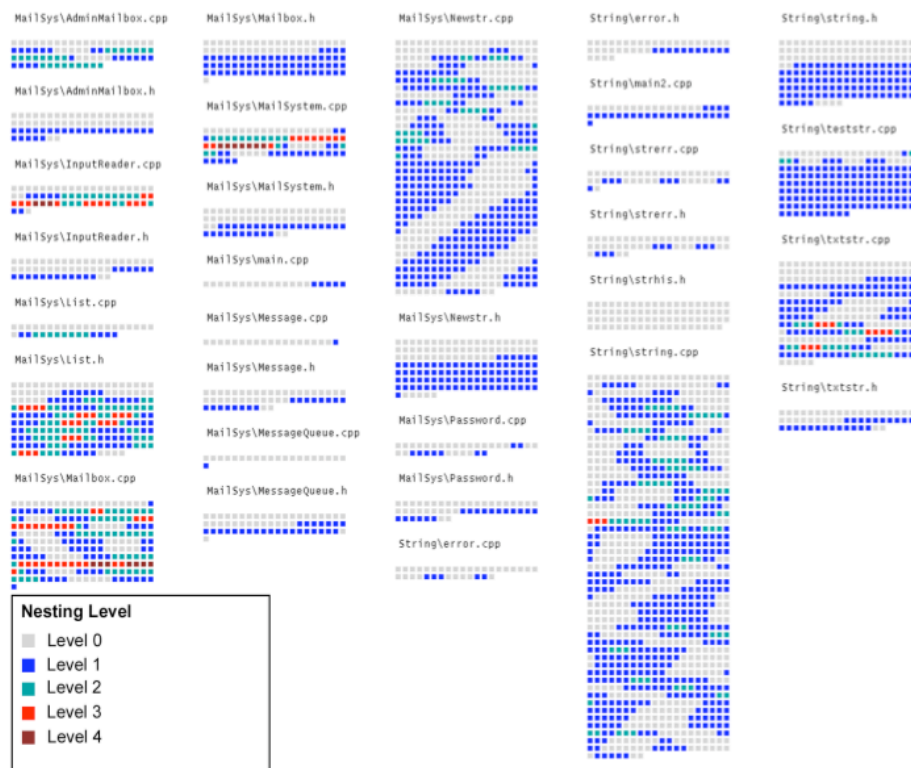 MailSys\AdminMailbox.cpp
MailSys\AdminMailbox.h
MailSys\InputReader.cpp
MailSys\InputReader.h
MailSys\List.cpp
MailSys\List.h
MailSys\Mailbox.cpp
MailSys\Mailbox.h
MailSys\MailSystem.cpp
MailSys\MailSystem.h
MailSys\main.cpp
MailSys\Message.cpp
MailSys\Message.h
MailSys\MessageQueue.cpp
MailSys\MessageQueue.h
MailSys\Newstr.cpp
MailSys\Newstr.h
MailSys\Password.cpp
MailSys\Password.h
String\error.cpp
String\error.h
String\main2.cpp
String\strerr.cpp
String\strerr.h
String\strhis.h
String\string.cpp
String\string.h
String\teststr.cpp
String\txtstr.cpp
String\txtstr.h
Nesting Level
Level 0
Level 1
Level 2
Level 3
Level 4